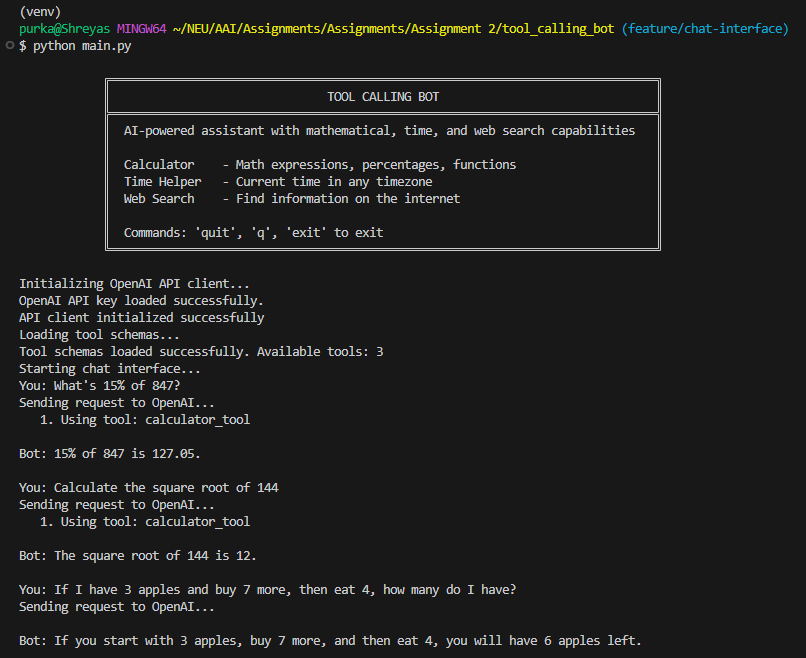 (venv)
purka@Shreyas MINGW64 ~/NEU/AAI/Assignments/Assignments/Assignment 2/tool_calling_bot (feature/chat-interface)
$ python main.py
TOOL CALLING BOT
AI-powered assistant with mathematical, time, and web search capabilities
Calculator    - Math expressions, percentages, functions
Time Helper   - Current time in any timezone
Web Search    - Find information on the internet
Commands: 'quit', 'q', 'exit' to exit
Initializing OpenAI API client...
OpenAI API key loaded successfully.
API client initialized successfully
Loading tool schemas...
Tool schemas loaded successfully. Available tools: 3
Starting chat interface...
You: What's 15% of 847?
Sending request to OpenAI...
   1. Using tool: calculator_tool
Bot: 15% of 847 is 127.05.
You: Calculate the square root of 144
Sending request to OpenAI...
   1. Using tool: calculator_tool
Bot: The square root of 144 is 12.
You: If I have 3 apples and buy 7 more, then eat 4, how many do I have?
Sending request to OpenAI...
Bot: If you start with 3 apples, buy 7 more, and then eat 4, you will have 6 apples left.